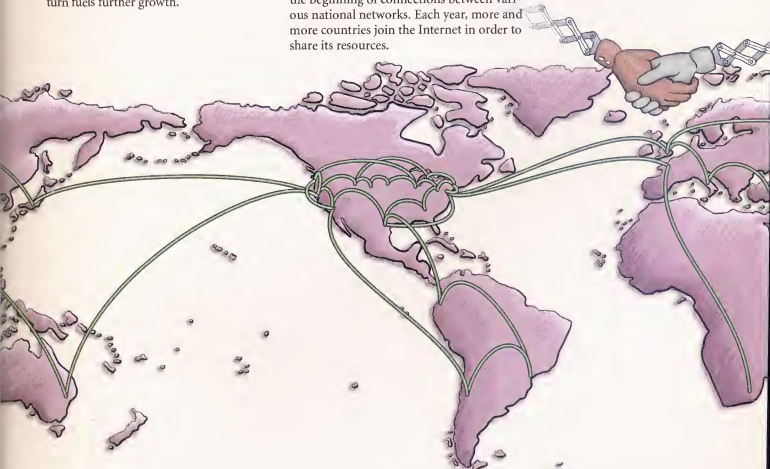 turn fuels further growth.
the beginning of connections between vari-
ous national networks. Each year, more and
more countries join the Internet in order to
share its resources.